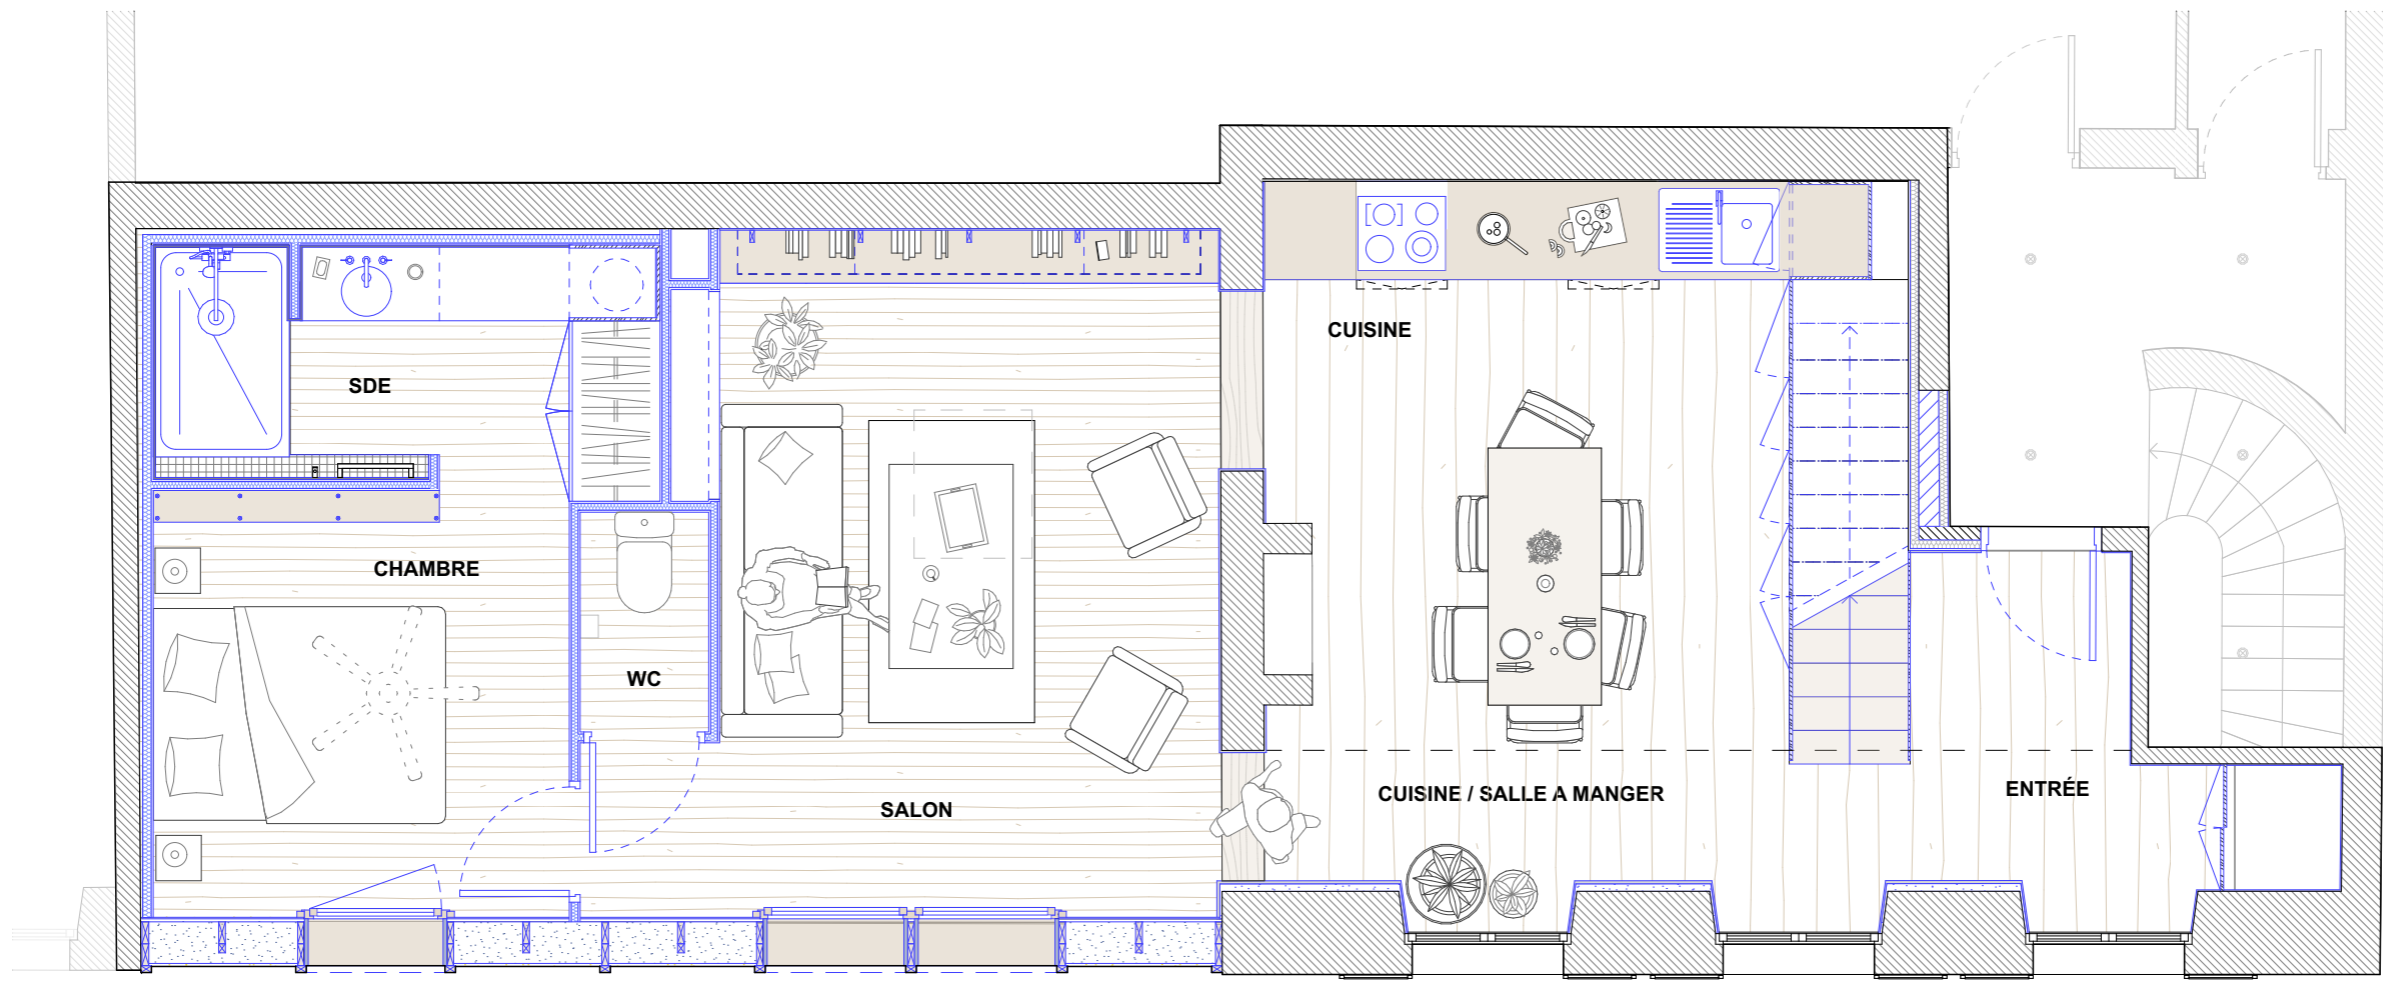 CUISINE
SDE
CHAMBRE
WC
SALON
CUISINE / SALLE A MANGER
ENTRÉE